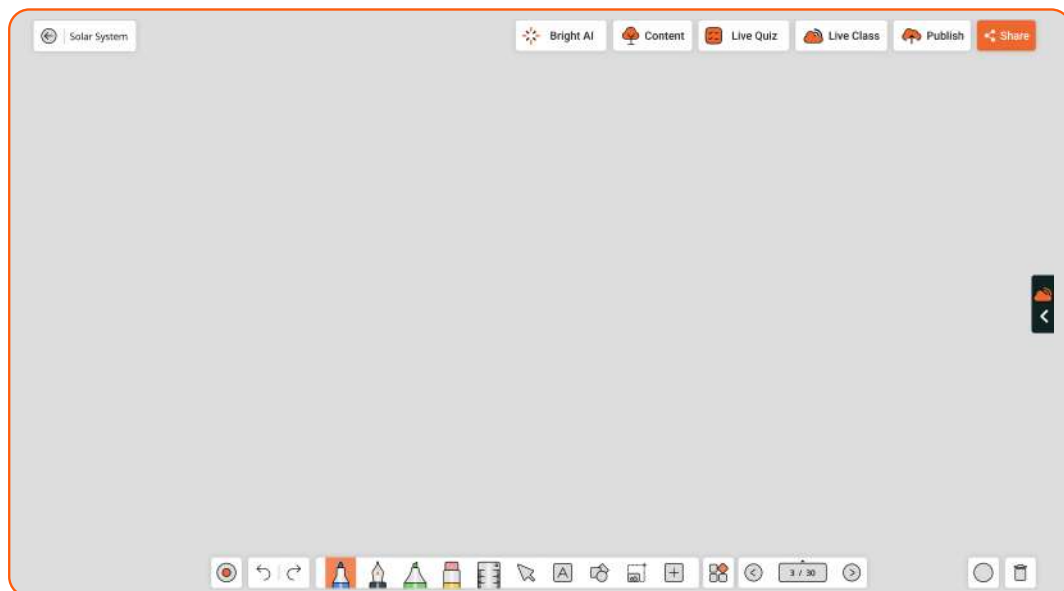 Solar System
Bright AI
Content
Live Quiz
Live Class
Publish
Share
A
3 / 30